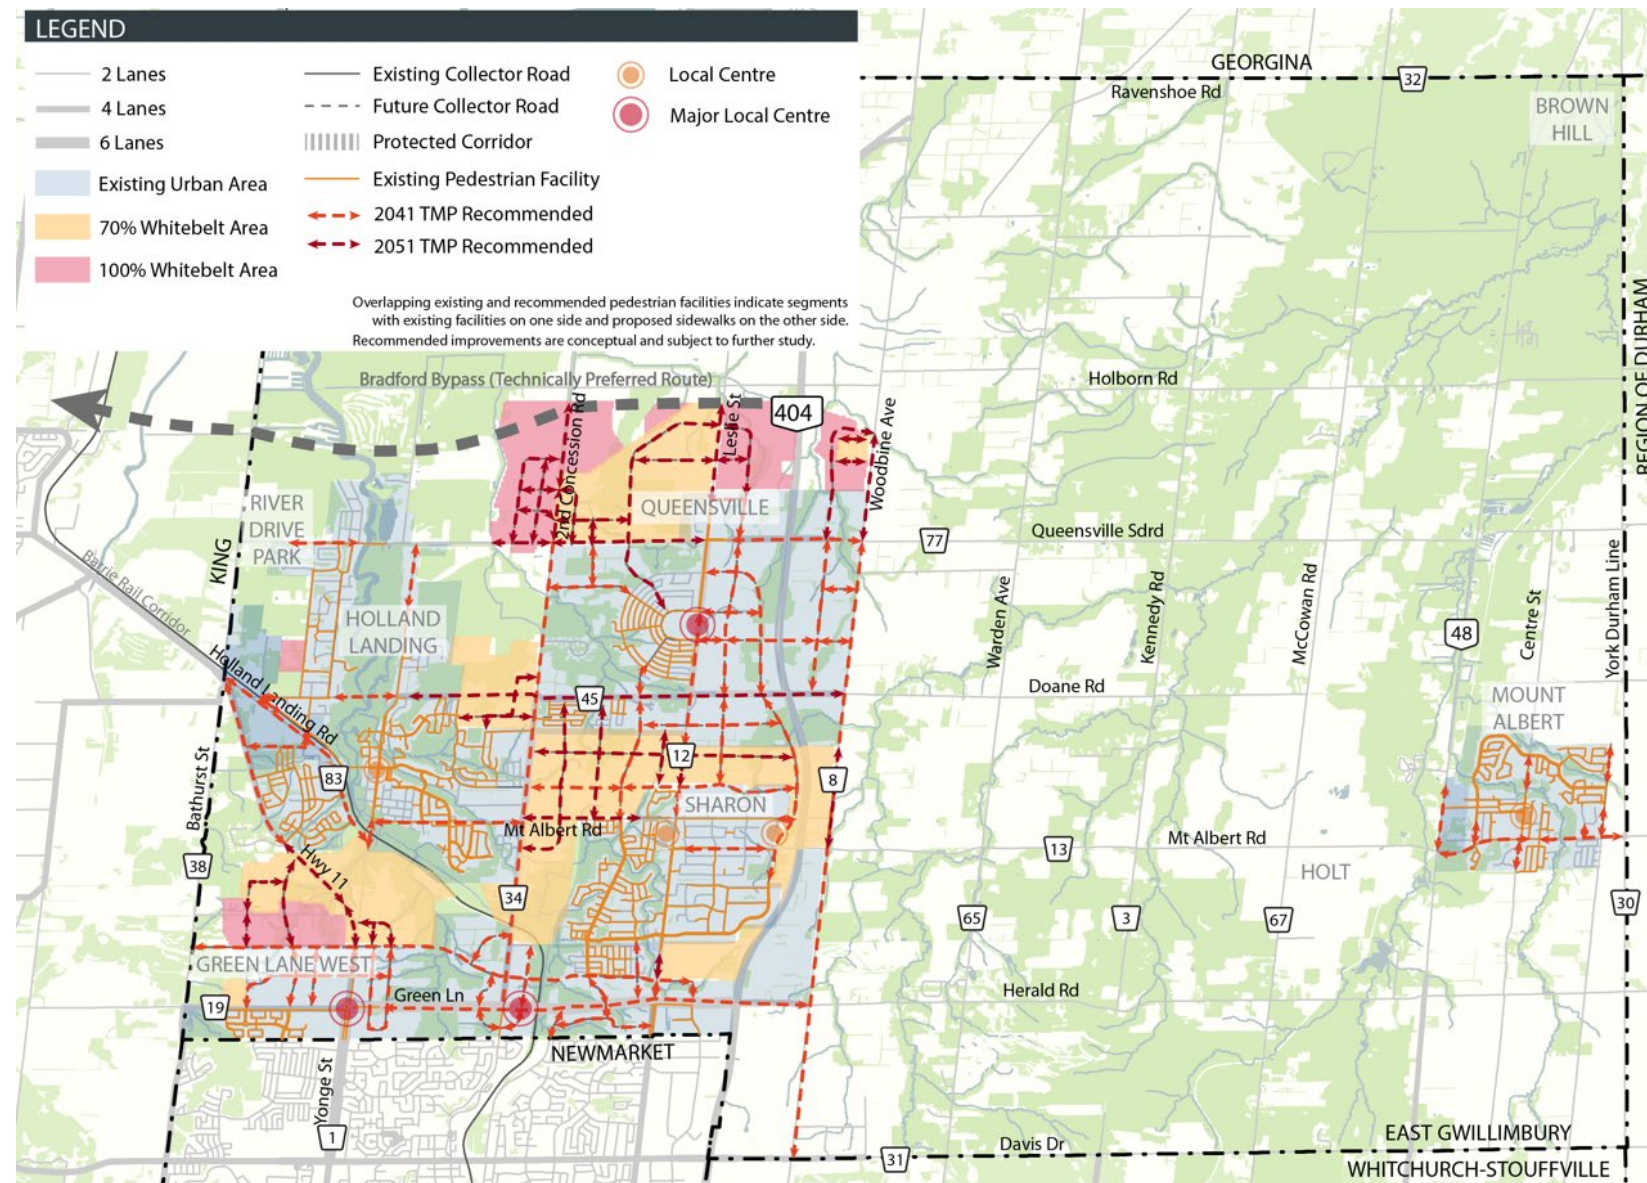 LEGEND
2 Lanes
4 Lanes
6 Lanes
Existing Urban Area
70% Whitebelt Area
100% Whitebelt Area
Existing Collector Road
Future Collector Road
Protected Corridor
Existing Pedestrian Facility
2041 TMP Recommended
2051 TMP Recommended
Local Centre
Major Local Centre
Overlapping existing and recommended pedestrian facilities indicate segments
with existing facilities on one side and proposed sidewalks on the other side.
Recommended improvements are conceptual and subject to further study.
GEORGINA
32
Ravenshoe Rd
BROWN
HILL
REGION OF DURHAM
Bradford Bypass (Technically Preferred Route)
Holborn Rd
404
2nd Concession Rd
Leslie St
Woodbine Ave
RIVER
DRIVE
PARK
QUEENSVILLE
77
Queensville Sdrd
KING
Barrie Rail Corridor
HOLLAND
LANDING
Warden Ave
Kennedy Rd
McCowan Rd
48
Centre St
York Durham Line
Holland Landing Rd
45
Doane Rd
MOUNT
ALBERT
Bathurst St
83
12
8
SHARON
Mt Albert Rd
13
Mt Albert Rd
HOLT
38
Hwy 11
34
65
3
67
30
GREEN LANE WEST
19
Green Ln
Herald Rd
NEWMARKET
Yonge St
1
31
Davis Dr
EAST GWILLIMBURY
WHITCHURCH-STOUFFVILLE